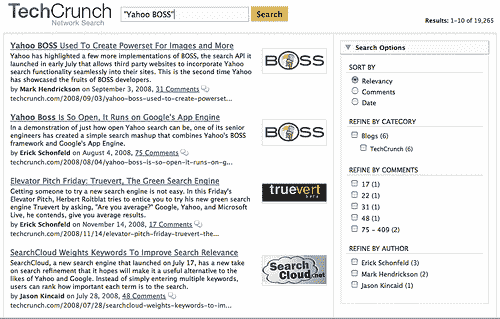 TechCrunch
Network Search
"Yahoo BOSS"
Search
Results: 1-10 of 19,265
Yahoo BOSS Used To Create Powerset For Images and More
Yahoo has highlighted a few more implementations of BOSS, the search API it
launched in early July that allows third party websites to incorporate Yahoo
Search functionality seamlessly into their sites. This is the second time Yahoo
has showcased the fruits of BOSS developers.
by Mark Hendrickson on September 3, 2008, 31 Comments
techcrunch.com/2008/09/03/yahoo-boss-used-to-create-powerset...
BOSS
Yahoo Boss Is So Open, It Runs on Google's App Engine
In a demonstration of just how open Yahoo Search can be, one of its senior
engineers has created a simple search mashup that combines Yahoo's BOSS
framework and Google's App Engine.
by Erick Schonfeld on August 4, 2008, 75 Comments
techcrunch.com/2008/08/04/yahoo-boss-is-so-open-it-runs-on-g...
BOSS
Elevator Pitch Friday: Truevert, The Green Search Engine
Getting someone to try a new search engine is not easy. In this Friday's
Elevator Pitch, Herbert Roitblat tries to entice you to try his new green search
engine Truevert by asking, "Are you average?" Google, Yahoo, and Microsoft
Live, he contends, give you average results.
by Erick Schonfeld on November 14, 2008, 17 Comments
techcrunch.com/2008/11/14/elevator-pitch-friday-truevert-the...
truevert
beta
SearchCloud Weights Keywords To Improve Search Relevance
SearchCloud, a new search engine that launched on July 17, has a new take
on search refinement that it hopes will make it a useful alternative to the
likes of Yahoo and Google. Instead of simply entering multiple keywords,
users can rank how important each term is to the search.
by Jason Kincaid on July 28, 2008, 48 Comments
techcrunch.com/2008/07/28/searchcloud-weights-keywords-to-im...
Search
Cloud.net
Search Options
SORT BY
Relevancy
Comments
Date
REFINE BY CATEGORY
Blogs (6)
TechCrunch (6)
REFINE BY COMMENTS
17 (1)
22 (1)
31 (1)
48 (1)
75 - 409 (2)
REFINE BY AUTHOR
Erick Schonfeld (3)
Mark Hendrickson (2)
Jason Kincaid (1)